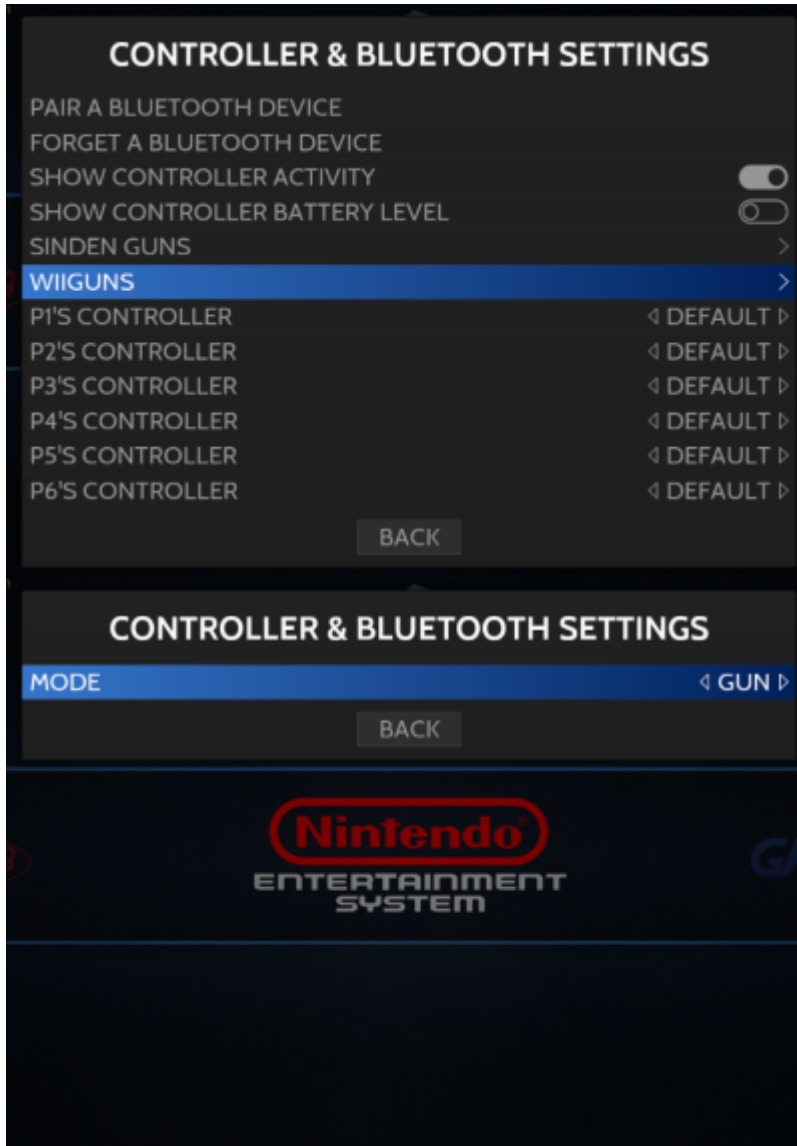 CONTROLLER & BLUETOOTH SETTINGS
PAIR A BLUETOOTH DEVICE
FORGET A BLUETOOTH DEVICE
SHOW CONTROLLER ACTIVITY
SHOW CONTROLLER BATTERY LEVEL
SINDEN GUNS
WIIGUNS
P1'S CONTROLLER DEFAULT
P2'S CONTROLLER DEFAULT
P3'S CONTROLLER DEFAULT
P4'S CONTROLLER DEFAULT
P5'S CONTROLLER DEFAULT
P6'S CONTROLLER DEFAULT
BACK
CONTROLLER & BLUETOOTH SETTINGS
MODE GUN
BACK
Nintendo®
ENTERTAINMENT
SYSTEM